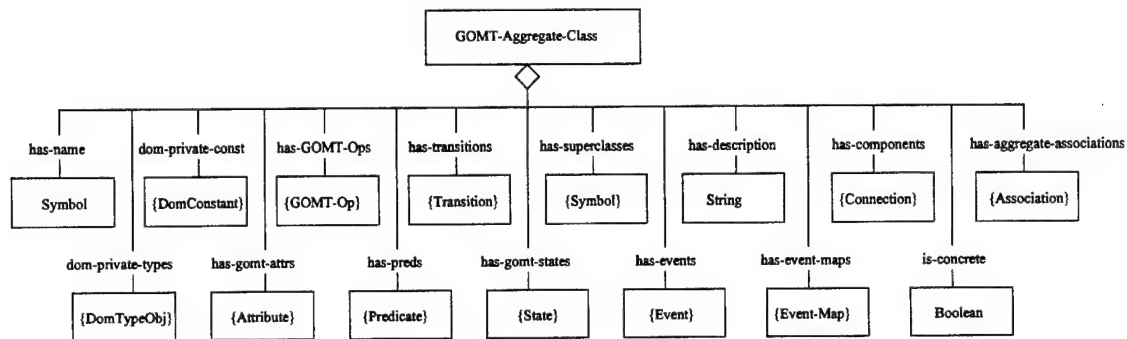 GOMT-Aggregate-Class
has-name
dom-private-const
has-GOMT-Ops
has-transitions
has-superclasses
has-description
has-components
has-aggregate-associations
Symbol
{DomConstant}
{GOMT-Op}
{Transition}
{Symbol}
String
{Connection}
{Association}
dom-private-types
has-gomt-attrs
has-preds
has-gomt-states
has-events
has-event-maps
is-concrete
{DomTypeObj}
{Attribute}
{Predicate}
{State}
{Event}
{Event-Map}
Boolean